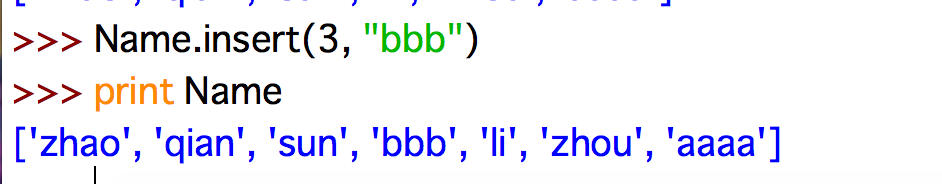 >>> Name.insert(3, "bbb")
>>> print Name
['zhao', 'qian', 'sun', 'bbb', 'li', 'zhou', 'aaaa']